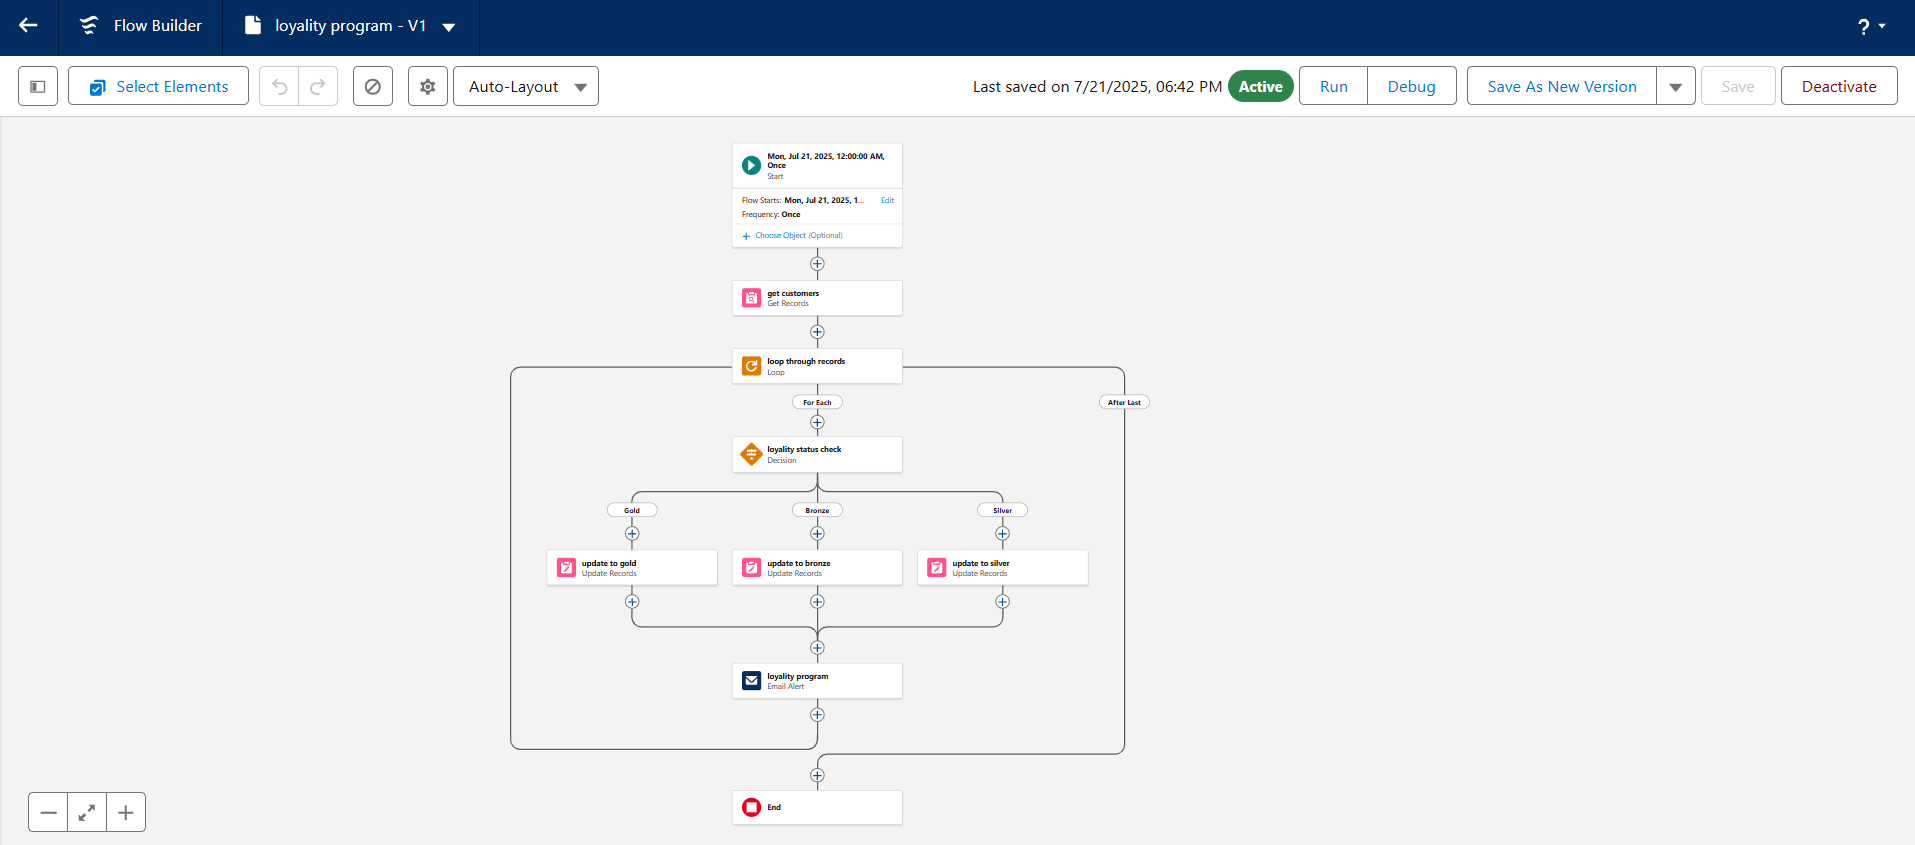 Flow Builder
loyality program - V1
?
Select Elements
Auto-Layout
Last saved on 7/21/2025, 06:42 PM
Active
Run
Debug
Save As New Version
Save
Deactivate
Mon, Jul 21, 2025, 12:00:00 AM,
Once
Start
Flow Starts: Mon, Jul 21, 2025, 1...
Edit
Frequency: Once
Choose Object (Optional)
get customers
Get Records
loop through records
Loop
For Each
After Last
loyality status check
Decision
Gold
Bronze
Silver
update to gold
Update Records
update to bronze
Update Records
update to silver
Update Records
loyality program
Email Alert
End